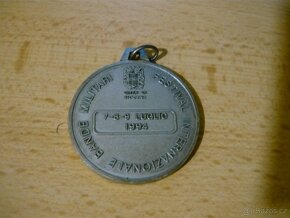 FESTIVAL INTERNAZIONALE BANDE MILITARI
7-8-9 LUGLIO
1994